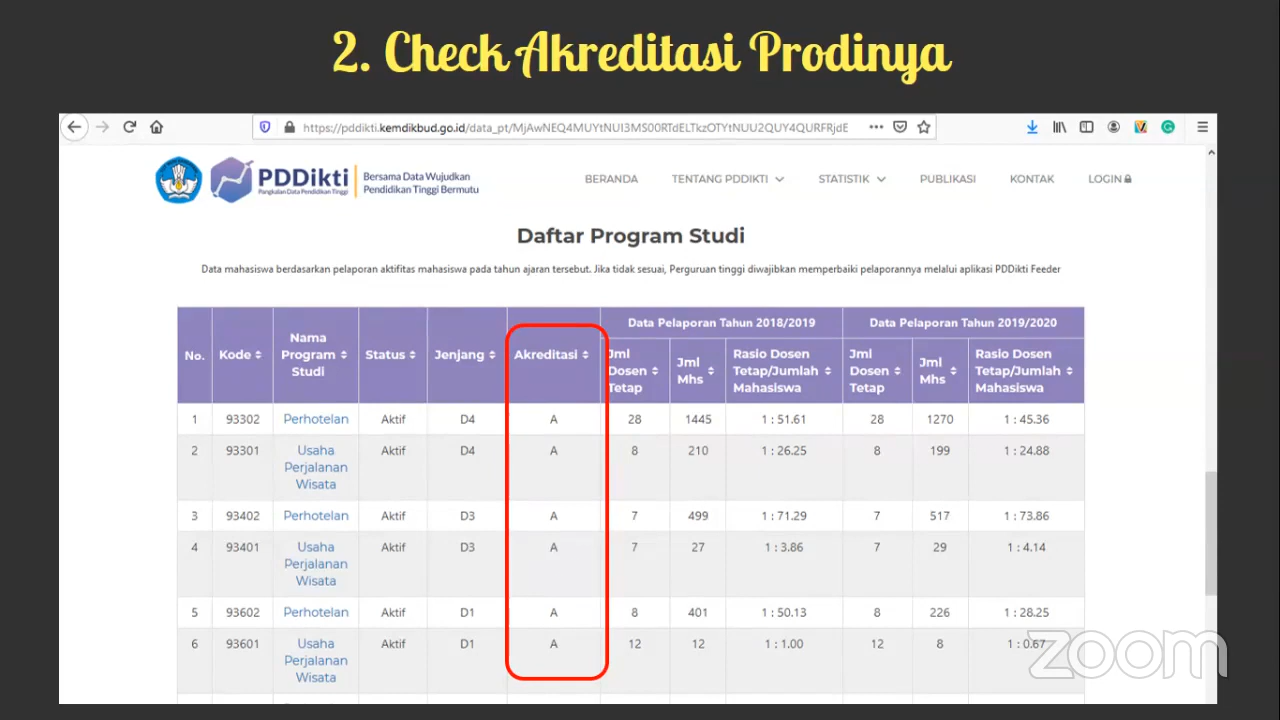 2. Check Akreditasi Prodinya
https://pddikti.kemdikbud.go.id/data_pt/MjAwNEQ4MUYtNUI3MS00RTdELTkzOTYtNUU2QUY4QURFRjdE
PDDikti
Pangkalan Data Pendidikan Tinggi
Bersama Data Wujudkan
Pendidikan Tinggi Bermutu
BERANDA TENTANG PDDIKTI STATISTIK PUBLIKASI KONTAK LOGIN
Daftar Program Studi
Data mahasiswa berdasarkan pelaporan aktifitas mahasiswa pada tahun ajaran tersebut. Jika tidak sesuai, Perguruan tinggi diwajibkan memperbaiki pelaporannya melalui aplikasi PDDikti Feeder
Data Pelaporan Tahun 2018/2019 Data Pelaporan Tahun 2019/2020
No. Kode Nama Program Studi Status Jenjang Akreditasi Jml Dosen Tetap Jml Mhs Rasio Dosen Tetap/Jumlah Mahasiswa Jml Dosen Tetap Jml Mhs Rasio Dosen Tetap/Jumlah Mahasiswa
1 93302 Perhotelan Aktif D4 A 28 1445 1 : 51.61 28 1270 1 : 45.36
2 93301 Usaha Perjalanan Wisata Aktif D4 A 8 210 1 : 26.25 8 199 1 : 24.88
3 93402 Perhotelan Aktif D3 A 7 499 1 : 71.29 7 517 1 : 73.86
4 93401 Usaha Perjalanan Wisata Aktif D3 A 7 27 1 : 3.86 7 29 1 : 4.14
5 93602 Perhotelan Aktif D1 A 8 401 1 : 50.13 8 226 1 : 28.25
6 93601 Usaha Perjalanan Wisata Aktif D1 A 12 12 1 : 1.00 12 8 1 : 0.67
zoom